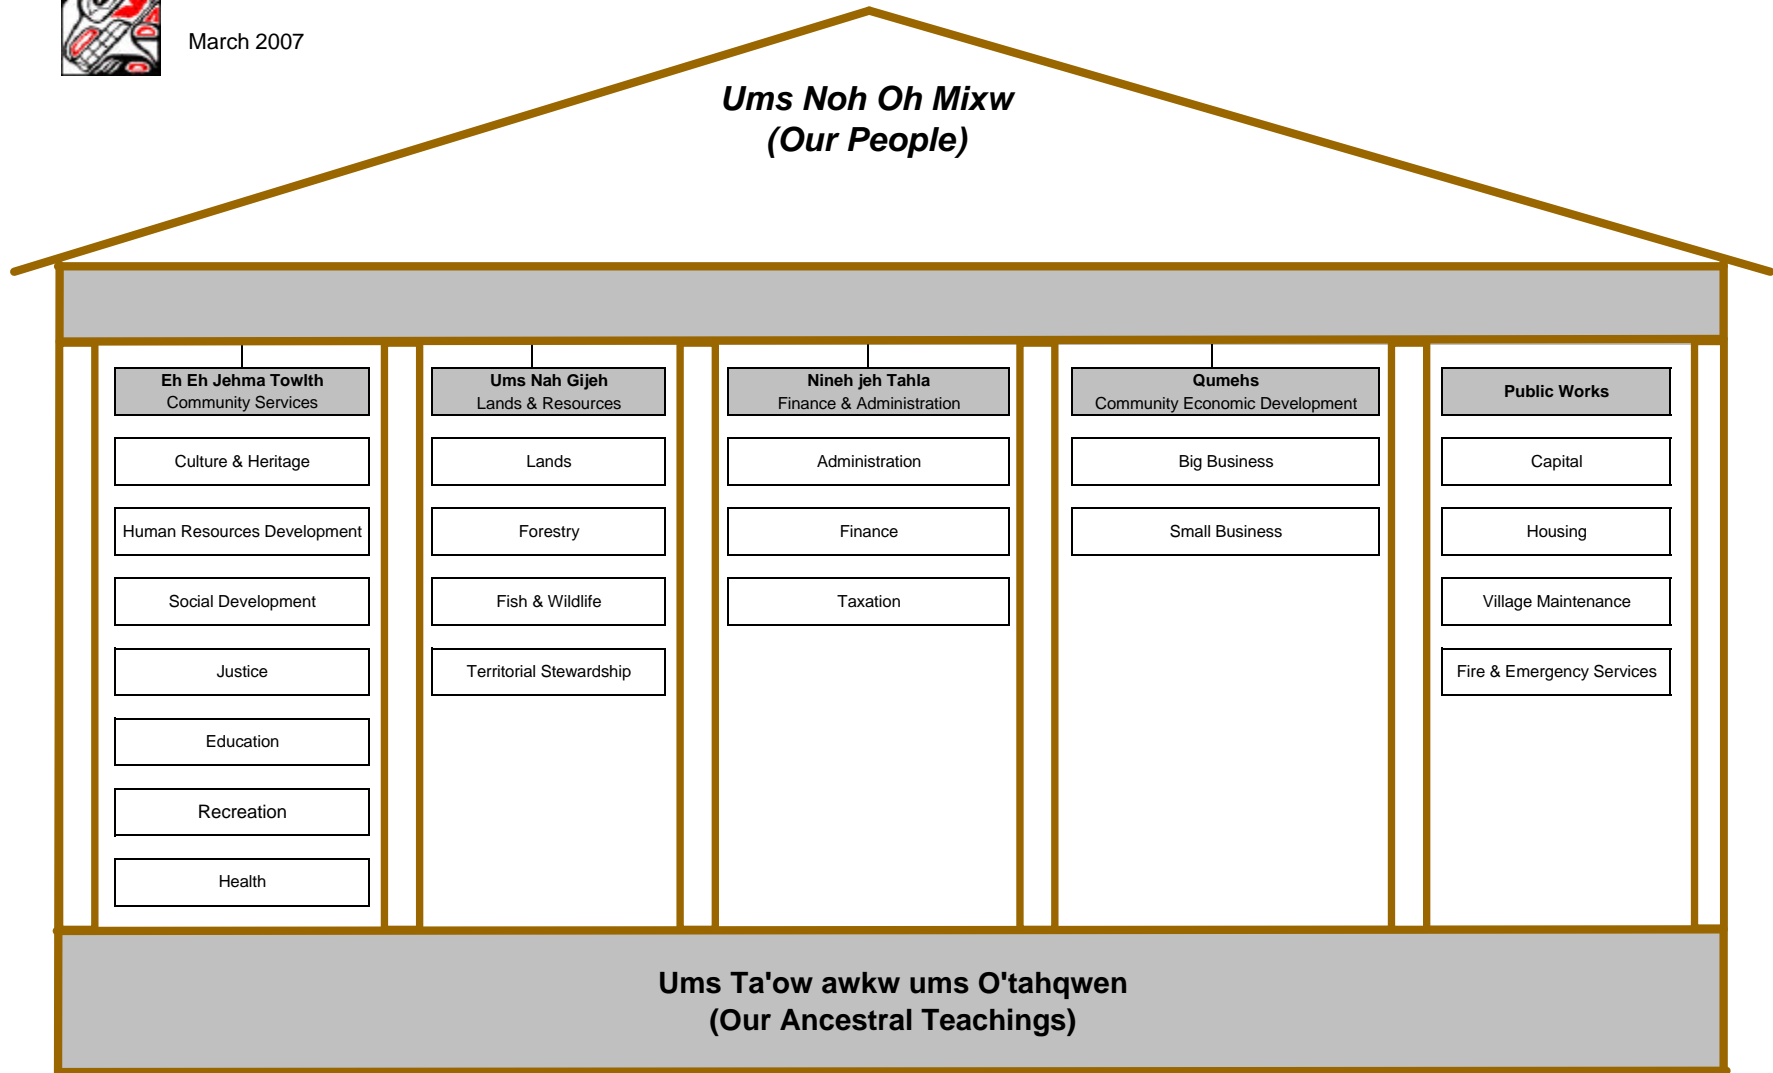 March 2007
Ums Noh Oh Mixw
(Our People)
Eh Eh Jehma Towlth
Community Services
Culture & Heritage
Human Resources Development
Social Development
Justice
Education
Recreation
Health
Ums Nah Gijeh
Lands & Resources
Lands
Forestry
Fish & Wildlife
Territorial Stewardship
Nineh jeh Tahla
Finance & Administration
Administration
Finance
Taxation
Qumehs
Community Economic Development
Big Business
Small Business
Public Works
Capital
Housing
Village Maintenance
Fire & Emergency Services
Ums Ta'ow awkw ums O'tahqwen
(Our Ancestral Teachings)